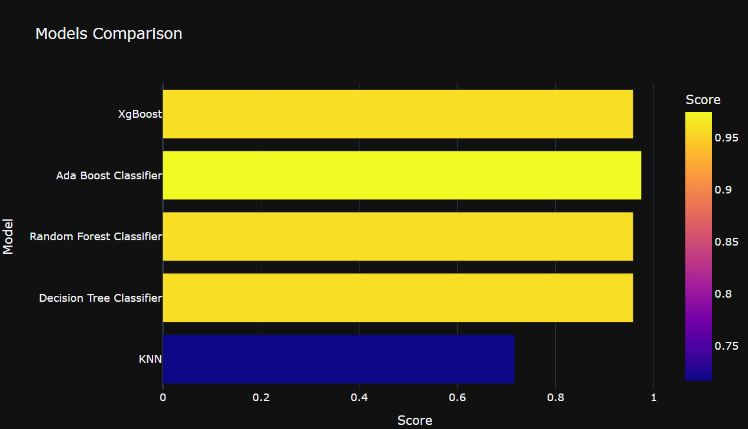 Models Comparison
Score
XgBoost
Ada Boost Classifier
Random Forest Classifier
Decision Tree Classifier
KNN
Model
0.95
0.9
0.85
0.8
0.75
0 0.2 0.4 0.6 0.8 1
Score